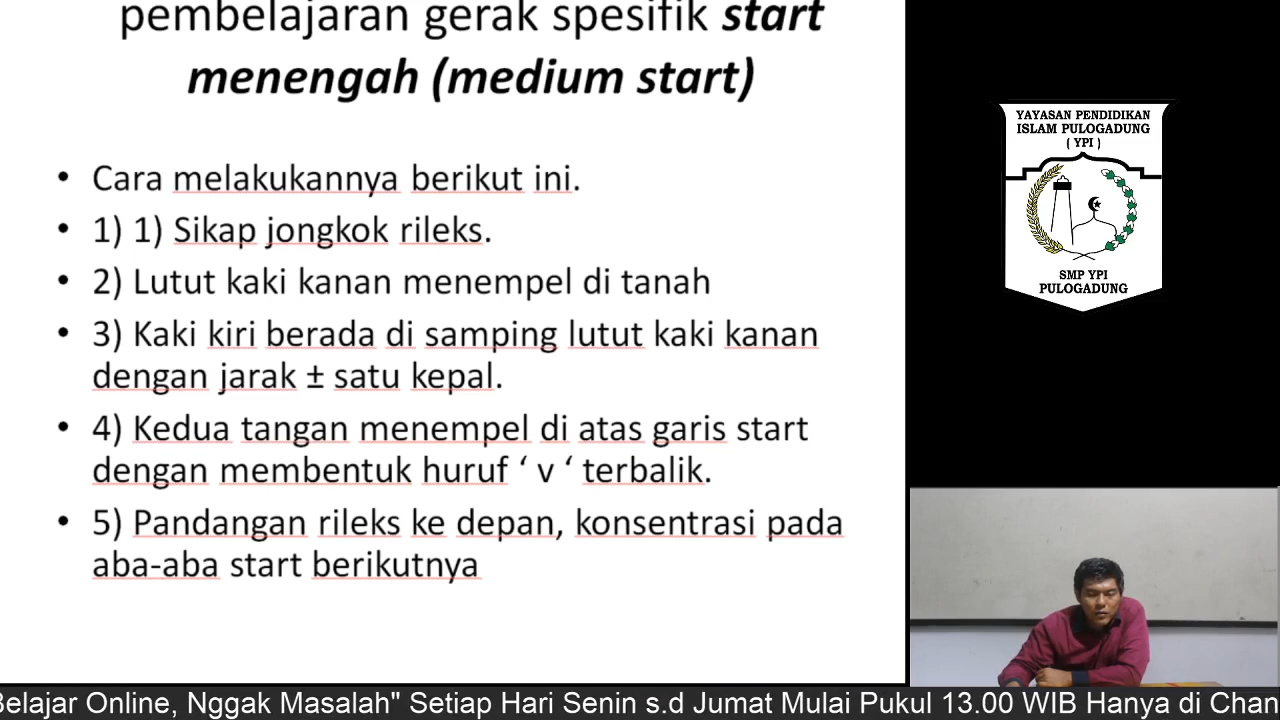 pembelajaran gerak spesifik start
menengah (medium start)
• Cara melakukannya berikut ini.
• 1) 1) Sikap jongkok rileks.
• 2) Lutut kaki kanan menempel di tanah
• 3) Kaki kiri berada di samping lutut kaki kanan
dengan jarak ± satu kepal.
• 4) Kedua tangan menempel di atas garis start
dengan membentuk huruf ‘ v ‘ terbalik.
• 5) Pandangan rileks ke depan, konsentrasi pada
aba-aba start berikutnya
YAYASAN PENDIDIKAN
ISLAM PULOGADUNG
( YPI )
SMP YPI
PULOGADUNG
Belajar Online, Nggak Masalah" Setiap Hari Senin s.d Jumat Mulai Pukul 13.00 WIB Hanya di Chan